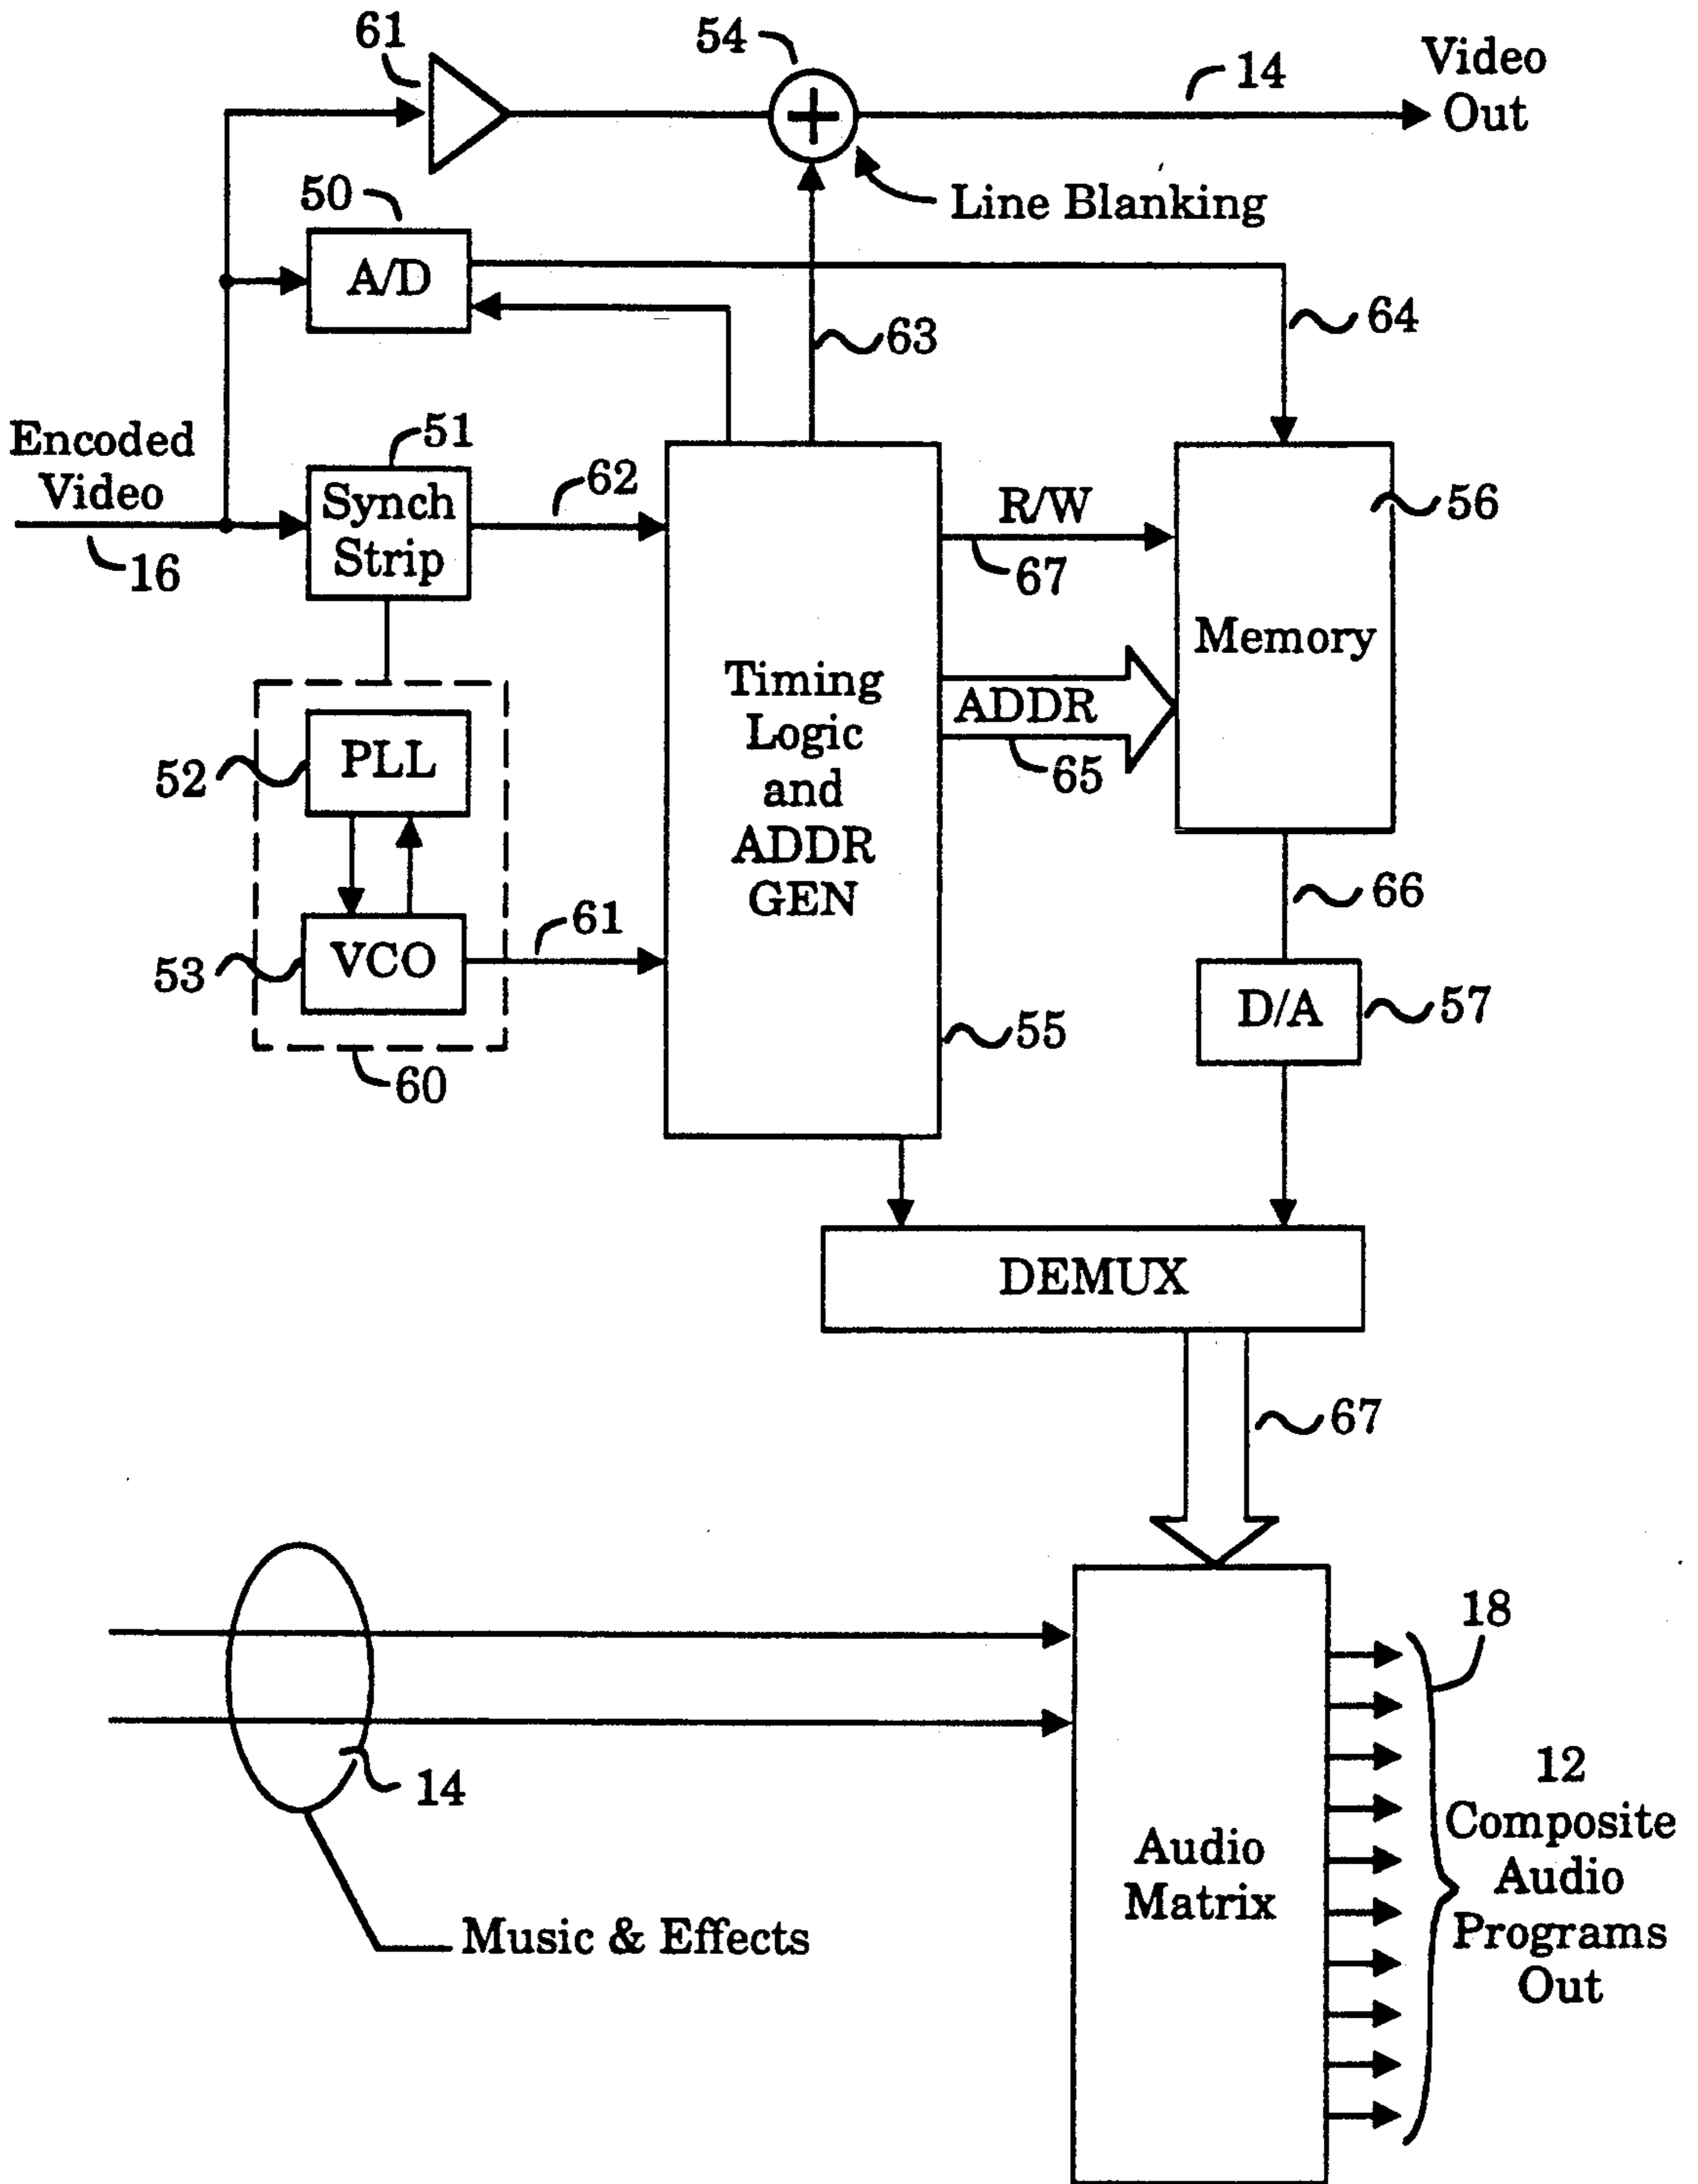 61
54
14
Video
Out
Line Blanking
50
A/D
63
64
Encoded
Video
16
51
Synch
Strip
62
R/W
67
56
Memory
Timing
Logic
and
ADDR
GEN
ADDR
65
52
PLL
53
VCO
61
60
55
66
D/A
57
DEMUX
67
14
Music & Effects
Audio
Matrix
18
12
Composite
Audio
Programs
Out